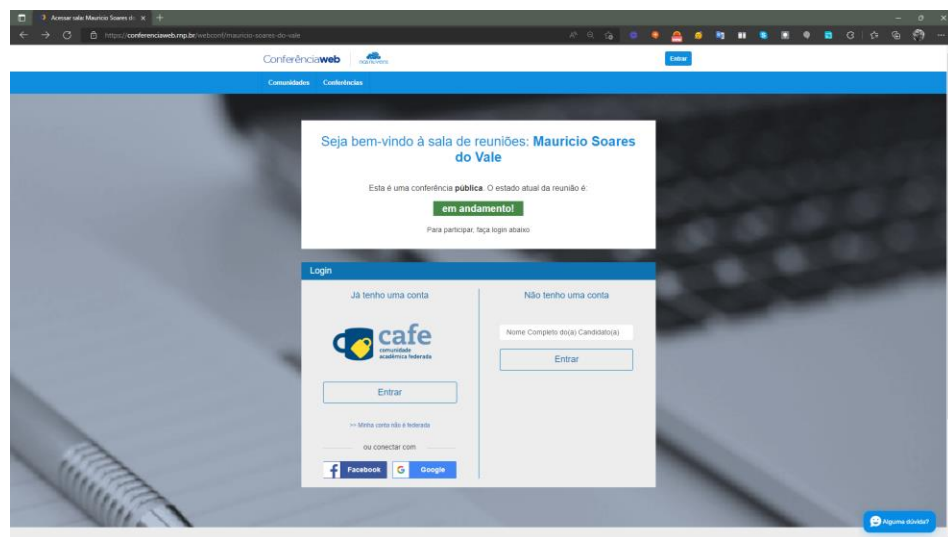 Acessar sala: Mauricio Soares d
https://conferenciaweb.rnp.br/webconf/mauricio-soares-do-vale
Conferênciaweb
Entrar
Comunidades Conferências
Seja bem-vindo à sala de reuniões: Mauricio Soares
do Vale
Esta é uma conferência pública. O estado atual da reunião é:
em andamento!
Para participar, faça login abaixo
Login
Já tenho uma conta
Não tenho uma conta
cafe
comunidade
acadêmica federada
Nome Completo do(a) Candidato(a)
Entrar
Entrar
>> Minha conta não é federada
ou conectar com
Facebook
G Google
Alguma dúvida?